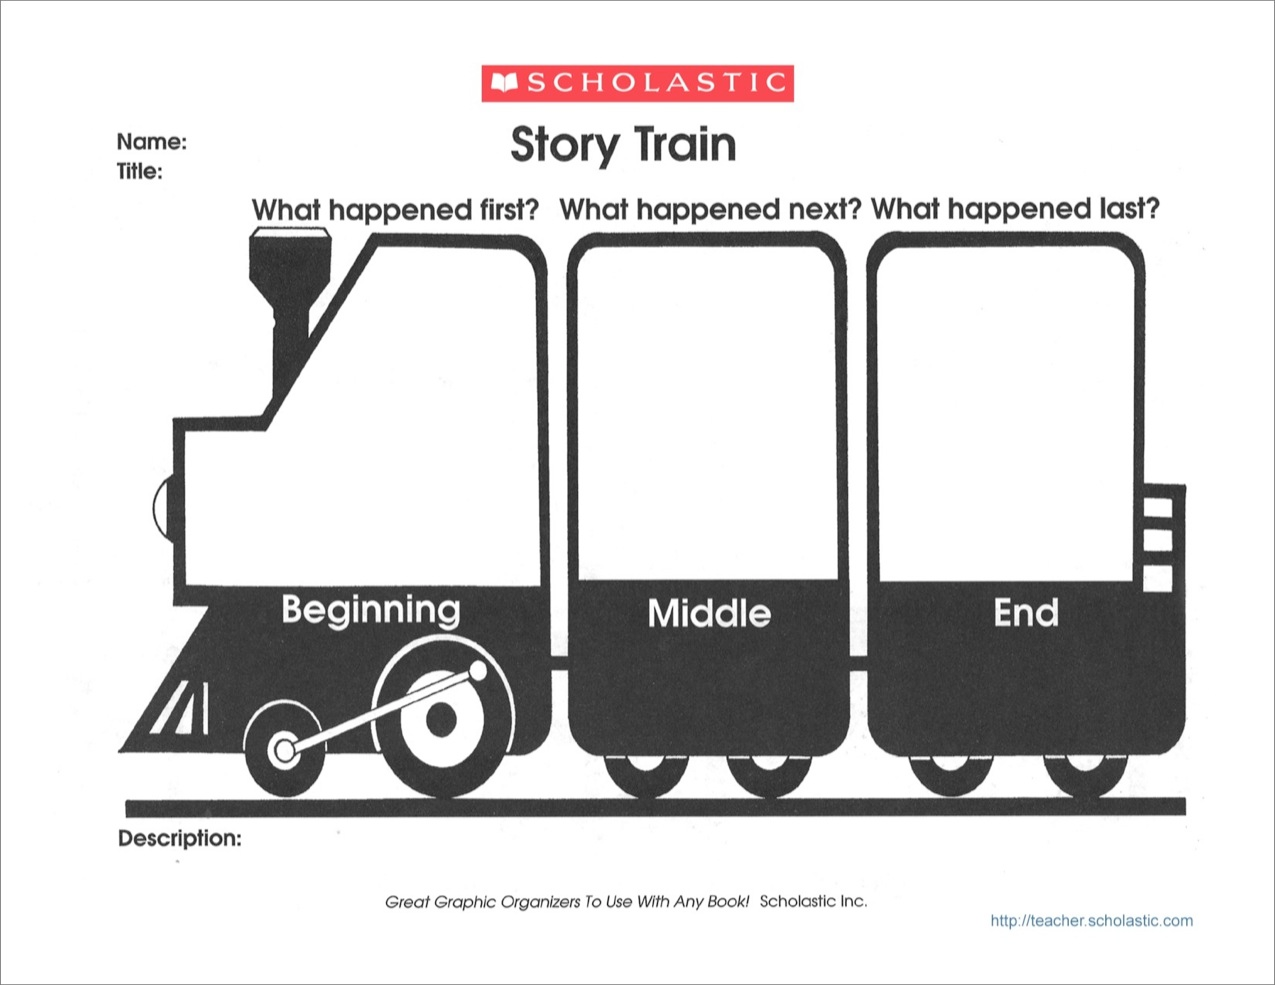 SCHOLASTIC
Story Train
Name:
Title:
What happened first? What happened next? What happened last?
Beginning Middle End
Description:
Great Graphic Organizers To Use With Any Book! Scholastic Inc.
http://teacher.scholastic.com